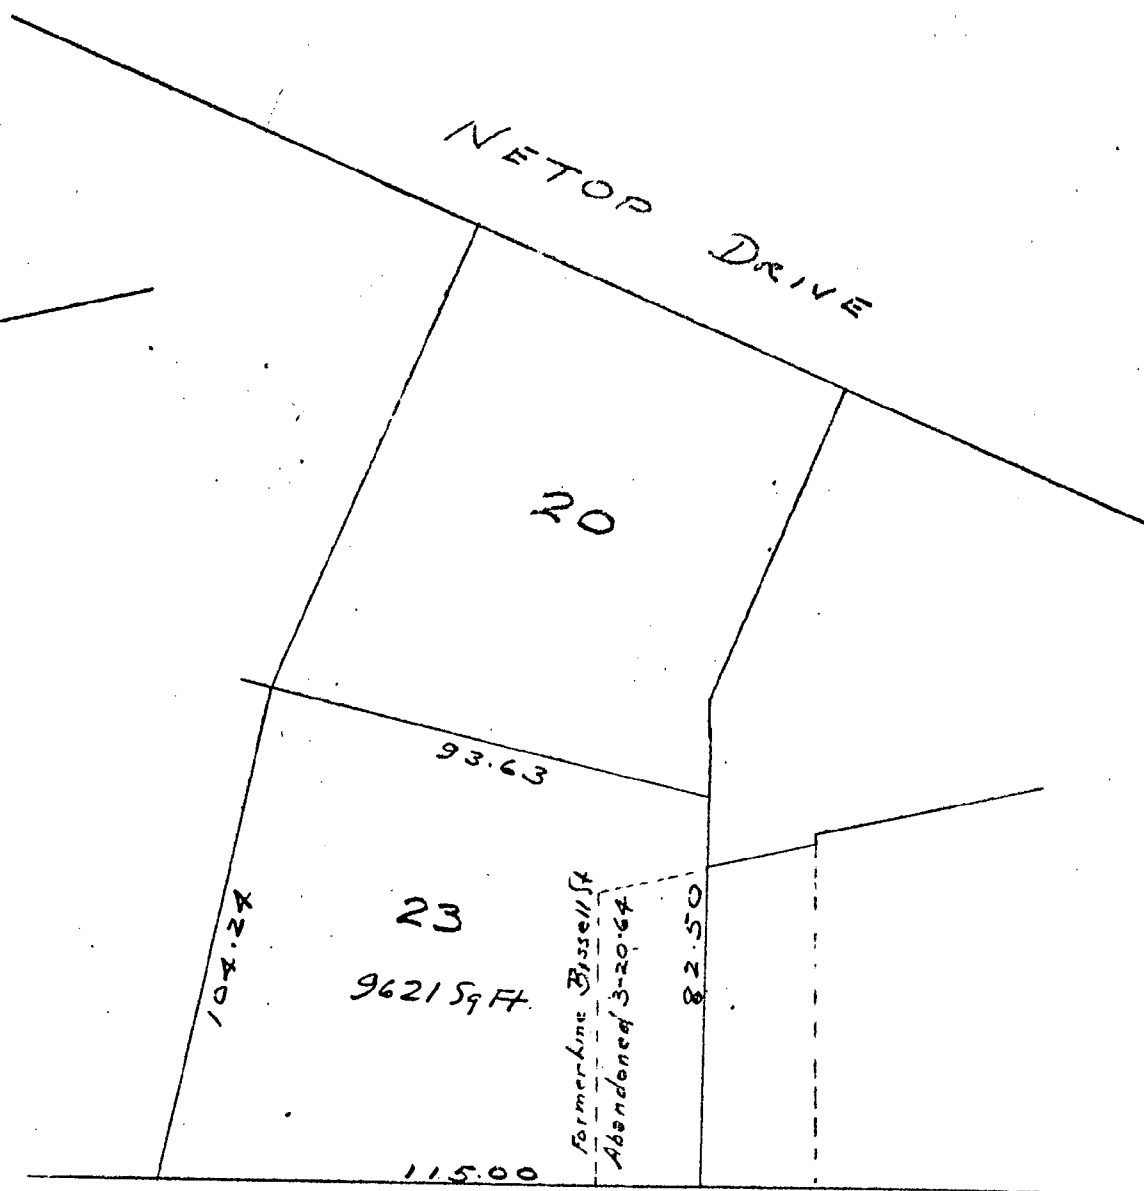 NETOP DRIVE
20
93.63
23
9621 Sq Ft.
104.24
82.50
Former Line Bissell St
Abandoned 3-20-64
115.00